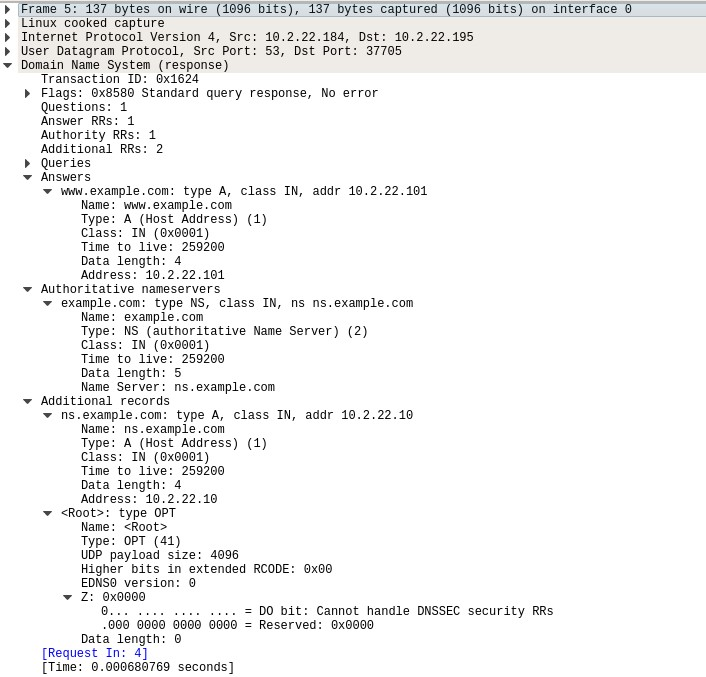 Frame 5: 137 bytes on wire (1096 bits), 137 bytes captured (1096 bits) on interface 0
Linux cooked capture
Internet Protocol Version 4, Src: 10.2.22.184, Dst: 10.2.22.195
User Datagram Protocol, Src Port: 53, Dst Port: 37705
Domain Name System (response)
Transaction ID: 0x1624
Flags: 0x8580 Standard query response, No error
Questions: 1
Answer RRs: 1
Authority RRs: 1
Additional RRs: 2
Queries
Answers
www.example.com: type A, class IN, addr 10.2.22.101
Name: www.example.com
Type: A (Host Address) (1)
Class: IN (0x0001)
Time to live: 259200
Data length: 4
Address: 10.2.22.101
Authoritative nameservers
example.com: type NS, class IN, ns ns.example.com
Name: example.com
Type: NS (authoritative Name Server) (2)
Class: IN (0x0001)
Time to live: 259200
Data length: 5
Name Server: ns.example.com
Additional records
ns.example.com: type A, class IN, addr 10.2.22.10
Name: ns.example.com
Type: A (Host Address) (1)
Class: IN (0x0001)
Time to live: 259200
Data length: 4
Address: 10.2.22.10
<Root>: type OPT
Name: <Root>
Type: OPT (41)
UDP payload size: 4096
Higher bits in extended RCODE: 0x00
EDNS0 version: 0
Z: 0x0000
0... .... .... .... = DO bit: Cannot handle DNSSEC security RRs
.000 0000 0000 0000 = Reserved: 0x0000
Data length: 0
[Request In: 4]
[Time: 0.000680769 seconds]